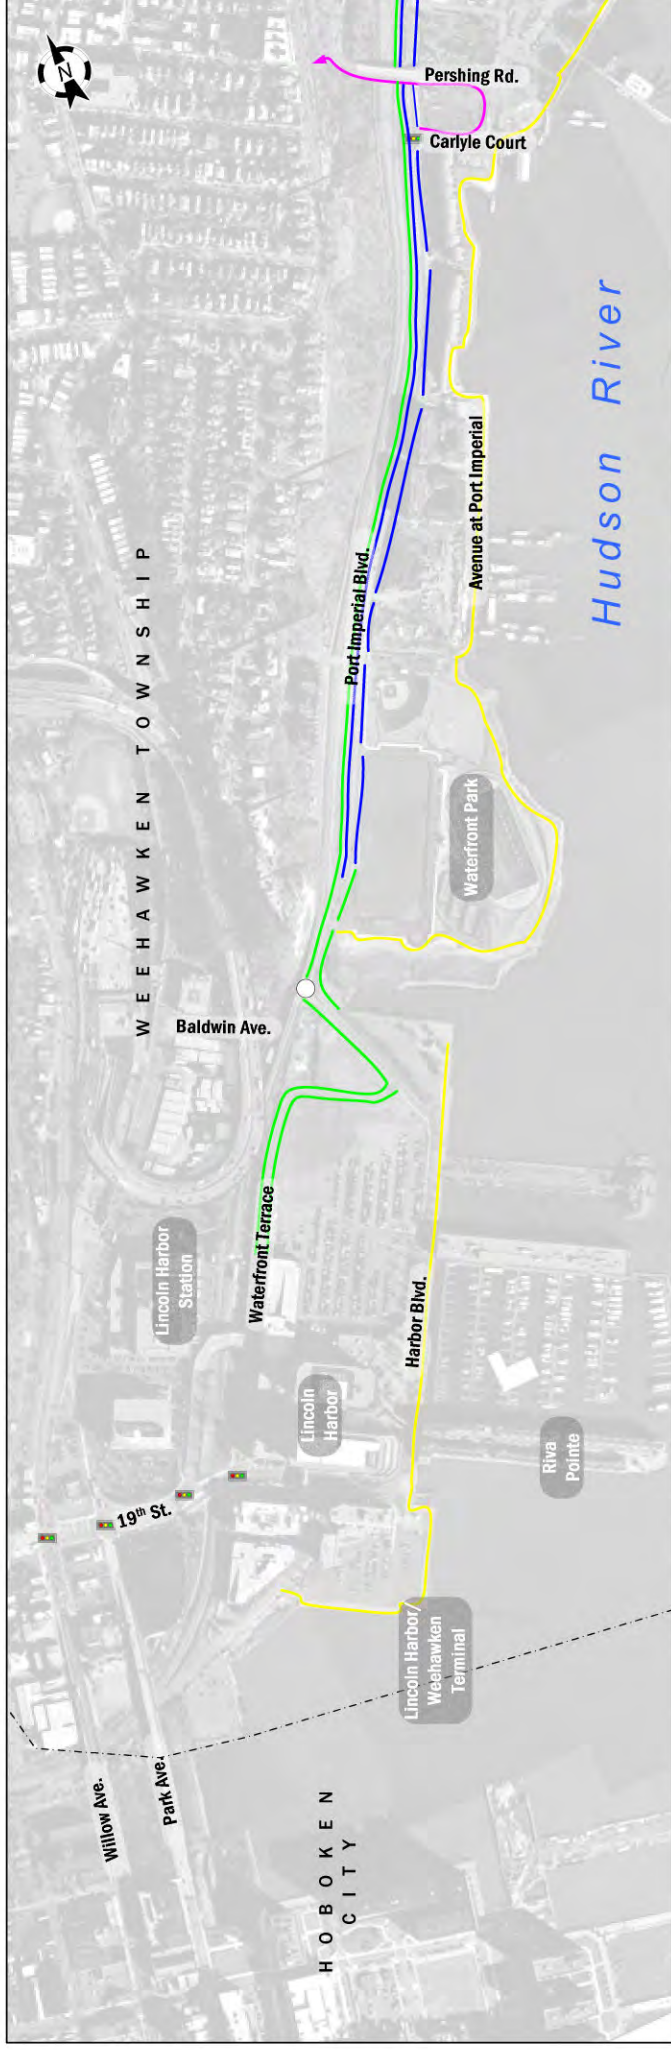 N
Pershing Rd.
Carlyle Court
Hudson River
Avenue at Port Imperial
Port Imperial Blvd.
WEEHAWKEN TOWNSHIP
Waterfront Park
Baldwin Ave.
Waterfront Terrace
Lincoln Harbor
Station
Harbor Blvd.
Lincoln
Harbor
Riva
Pointe
19th St.
Lincoln Harbor/
Weehawken
Terminal
Willow Ave.
Park Ave.
HOBOKEN
CITY